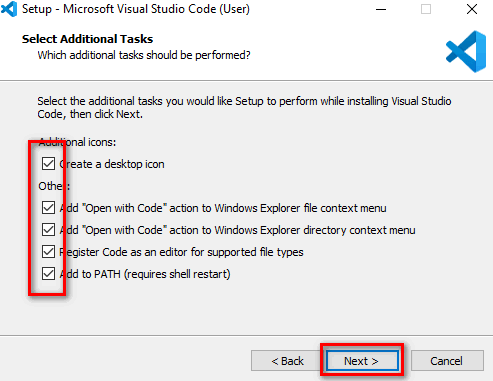 Setup - Microsoft Visual Studio Code (User)
Select Additional Tasks
Which additional tasks should be performed?
Select the additional tasks you would like Setup to perform while installing Visual Studio
Code, then click Next.
Additional icons:
Create a desktop icon
Other:
Add "Open with Code" action to Windows Explorer file context menu
Add "Open with Code" action to Windows Explorer directory context menu
Register Code as an editor for supported file types
Add to PATH (requires shell restart)
< Back
Next >
Cancel